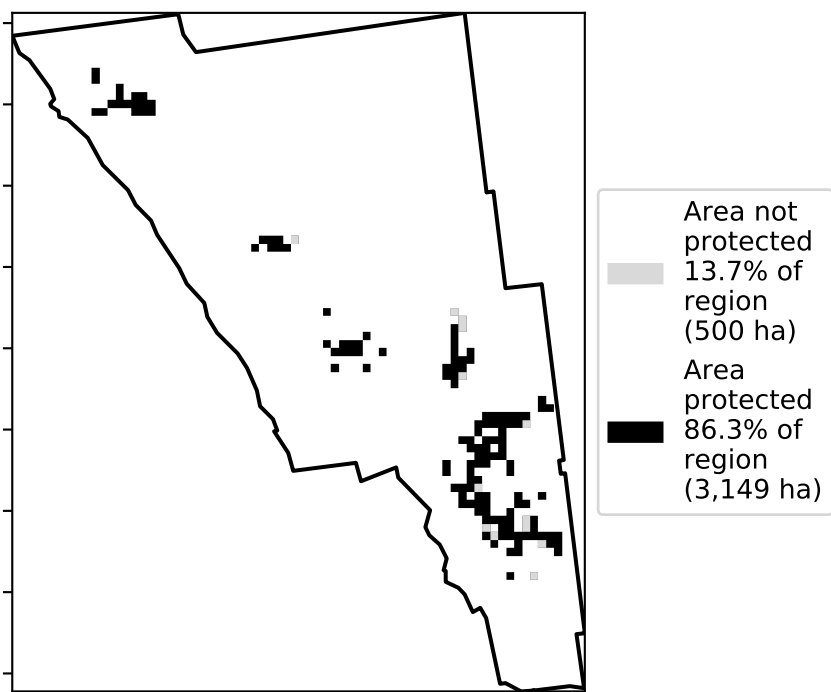 Area not
protected
13.7% of
region
(500 ha)
Area
protected
86.3% of
region
(3,149 ha)